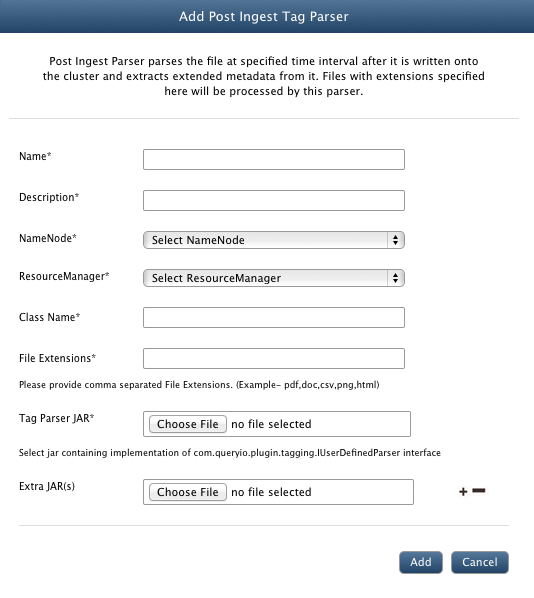 Add Post Ingest Tag Parser
Post Ingest Parser parses the file at specified time interval after it is written onto
the cluster and extracts extended metadata from it. Files with extensions specified
here will be processed by this parser.
Name*
Description*
NameNode* Select NameNode
ResourceManager* Select ResourceManager
Class Name*
File Extensions*
Please provide comma separated File Extensions. (Example- pdf,doc,csv,png,html)
Tag Parser JAR* Choose File no file selected
Select jar containing implementation of com.queryio.plugin.tagging.IUserDefinedParser interface
Extra JAR(s) Choose File no file selected
Add Cancel